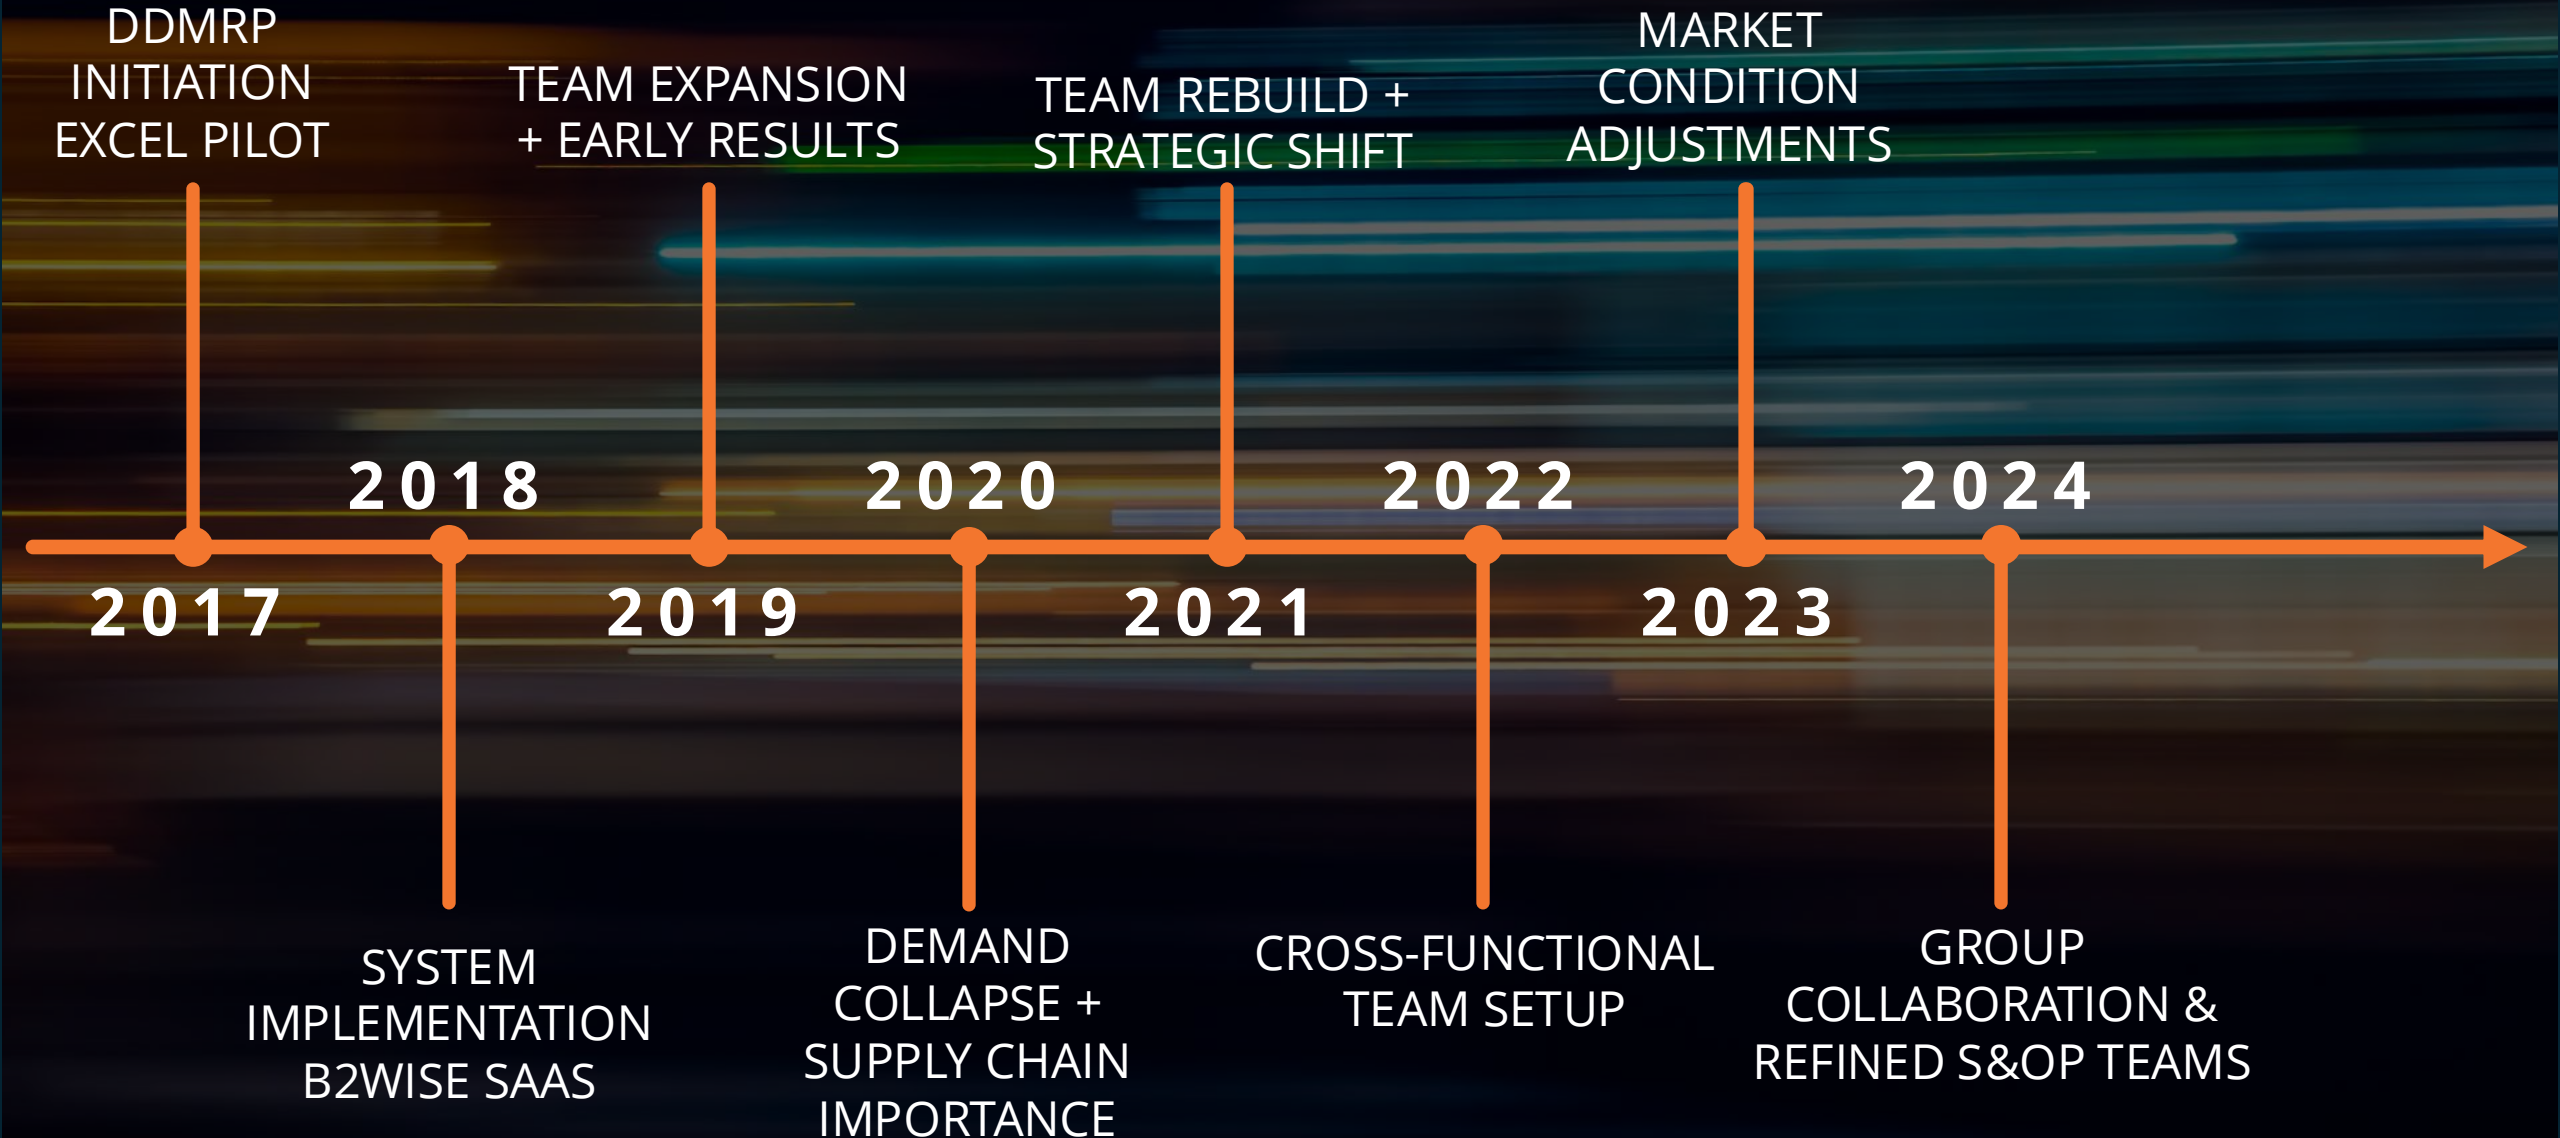 DDMRP
INITIATION
EXCEL PILOT
TEAM EXPANSION
+ EARLY RESULTS
TEAM REBUILD +
STRATEGIC SHIFT
MARKET
CONDITION
ADJUSTMENTS
2018
2020
2022
2024
2017
2019
2021
2023
SYSTEM
IMPLEMENTATION
B2WISE SAAS
DEMAND
COLLAPSE +
SUPPLY CHAIN
IMPORTANCE
CROSS-FUNCTIONAL
TEAM SETUP
GROUP
COLLABORATION &
REFINED S&OP TEAMS